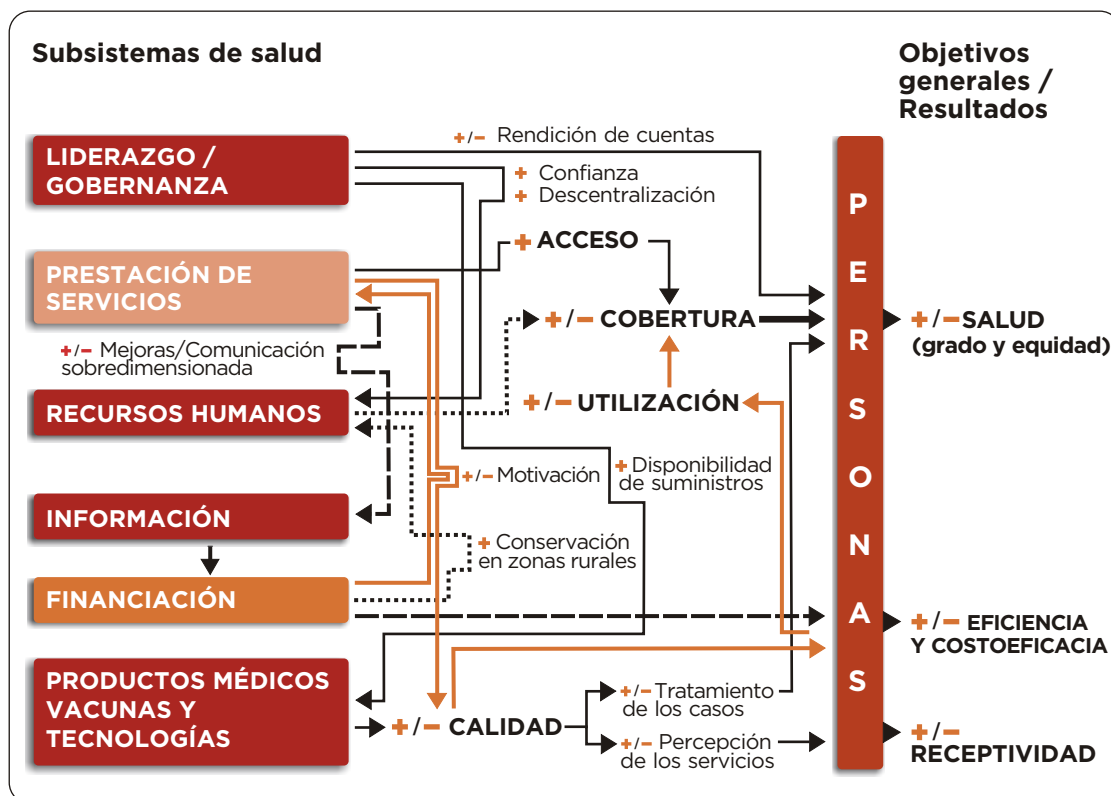 Subsistemas de salud
Objetivos
generales /
Resultados
LIDERAZGO /
GOBERNANZA
+/- Rendición de cuentas
+ Confianza
+ Descentralización
+ ACCESO
PRESTACIÓN DE
SERVICIOS
+/- COBERTURA
+/- Mejoras/Comunicación
sobredimensionada
+/- UTILIZACIÓN
RECURSOS HUMANOS
+/- Motivación
+ Disponibilidad
de suministros
INFORMACIÓN
+ Conservación
en zonas rurales
FINANCIACIÓN
PRODUCTOS MÉDICOS
VACUNAS Y
TECNOLOGÍAS
+/- CALIDAD
+/- Tratamiento
de los casos
+/- Percepción
de los servicios
P
E
R
S
O
N
A
S
+/- SALUD
(grado y equidad)
+/- EFICIENCIA
Y COSTOEFICACIA
+/-
RECEPTIVIDAD